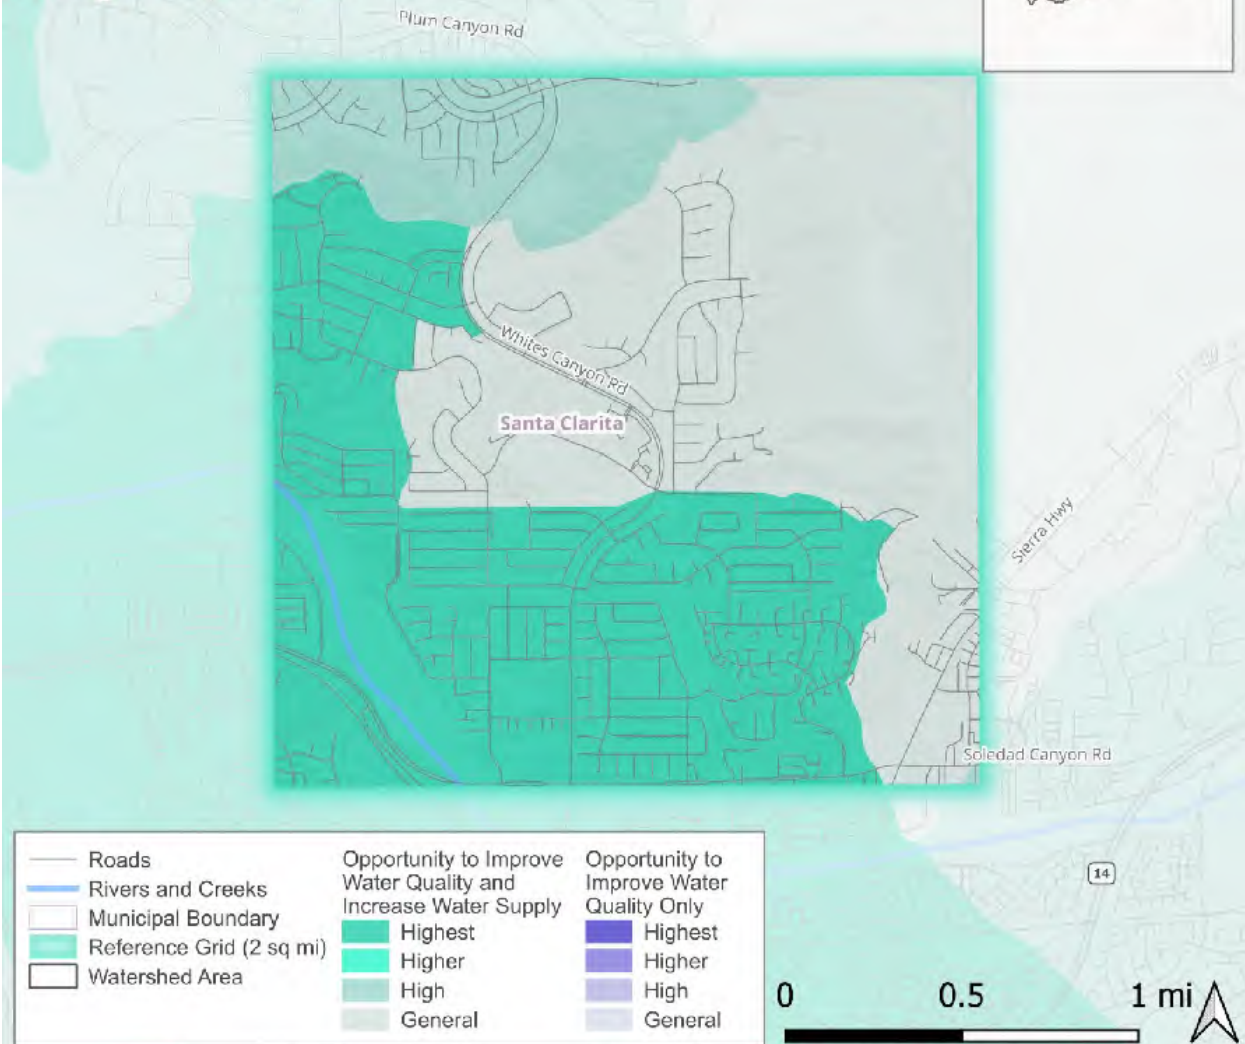 Plum Canyon Rd
Whites Canyon Rd
Santa Clarita
Sierra Hwy
Soledad Canyon Rd
14
Roads
Rivers and Creeks
Municipal Boundary
Reference Grid (2 sq mi)
Watershed Area
Opportunity to Improve
Water Quality and
Increase Water Supply
Highest
Higher
High
General
Opportunity to
Improve Water
Quality Only
Highest
Higher
High
General
0 0.5 1 mi